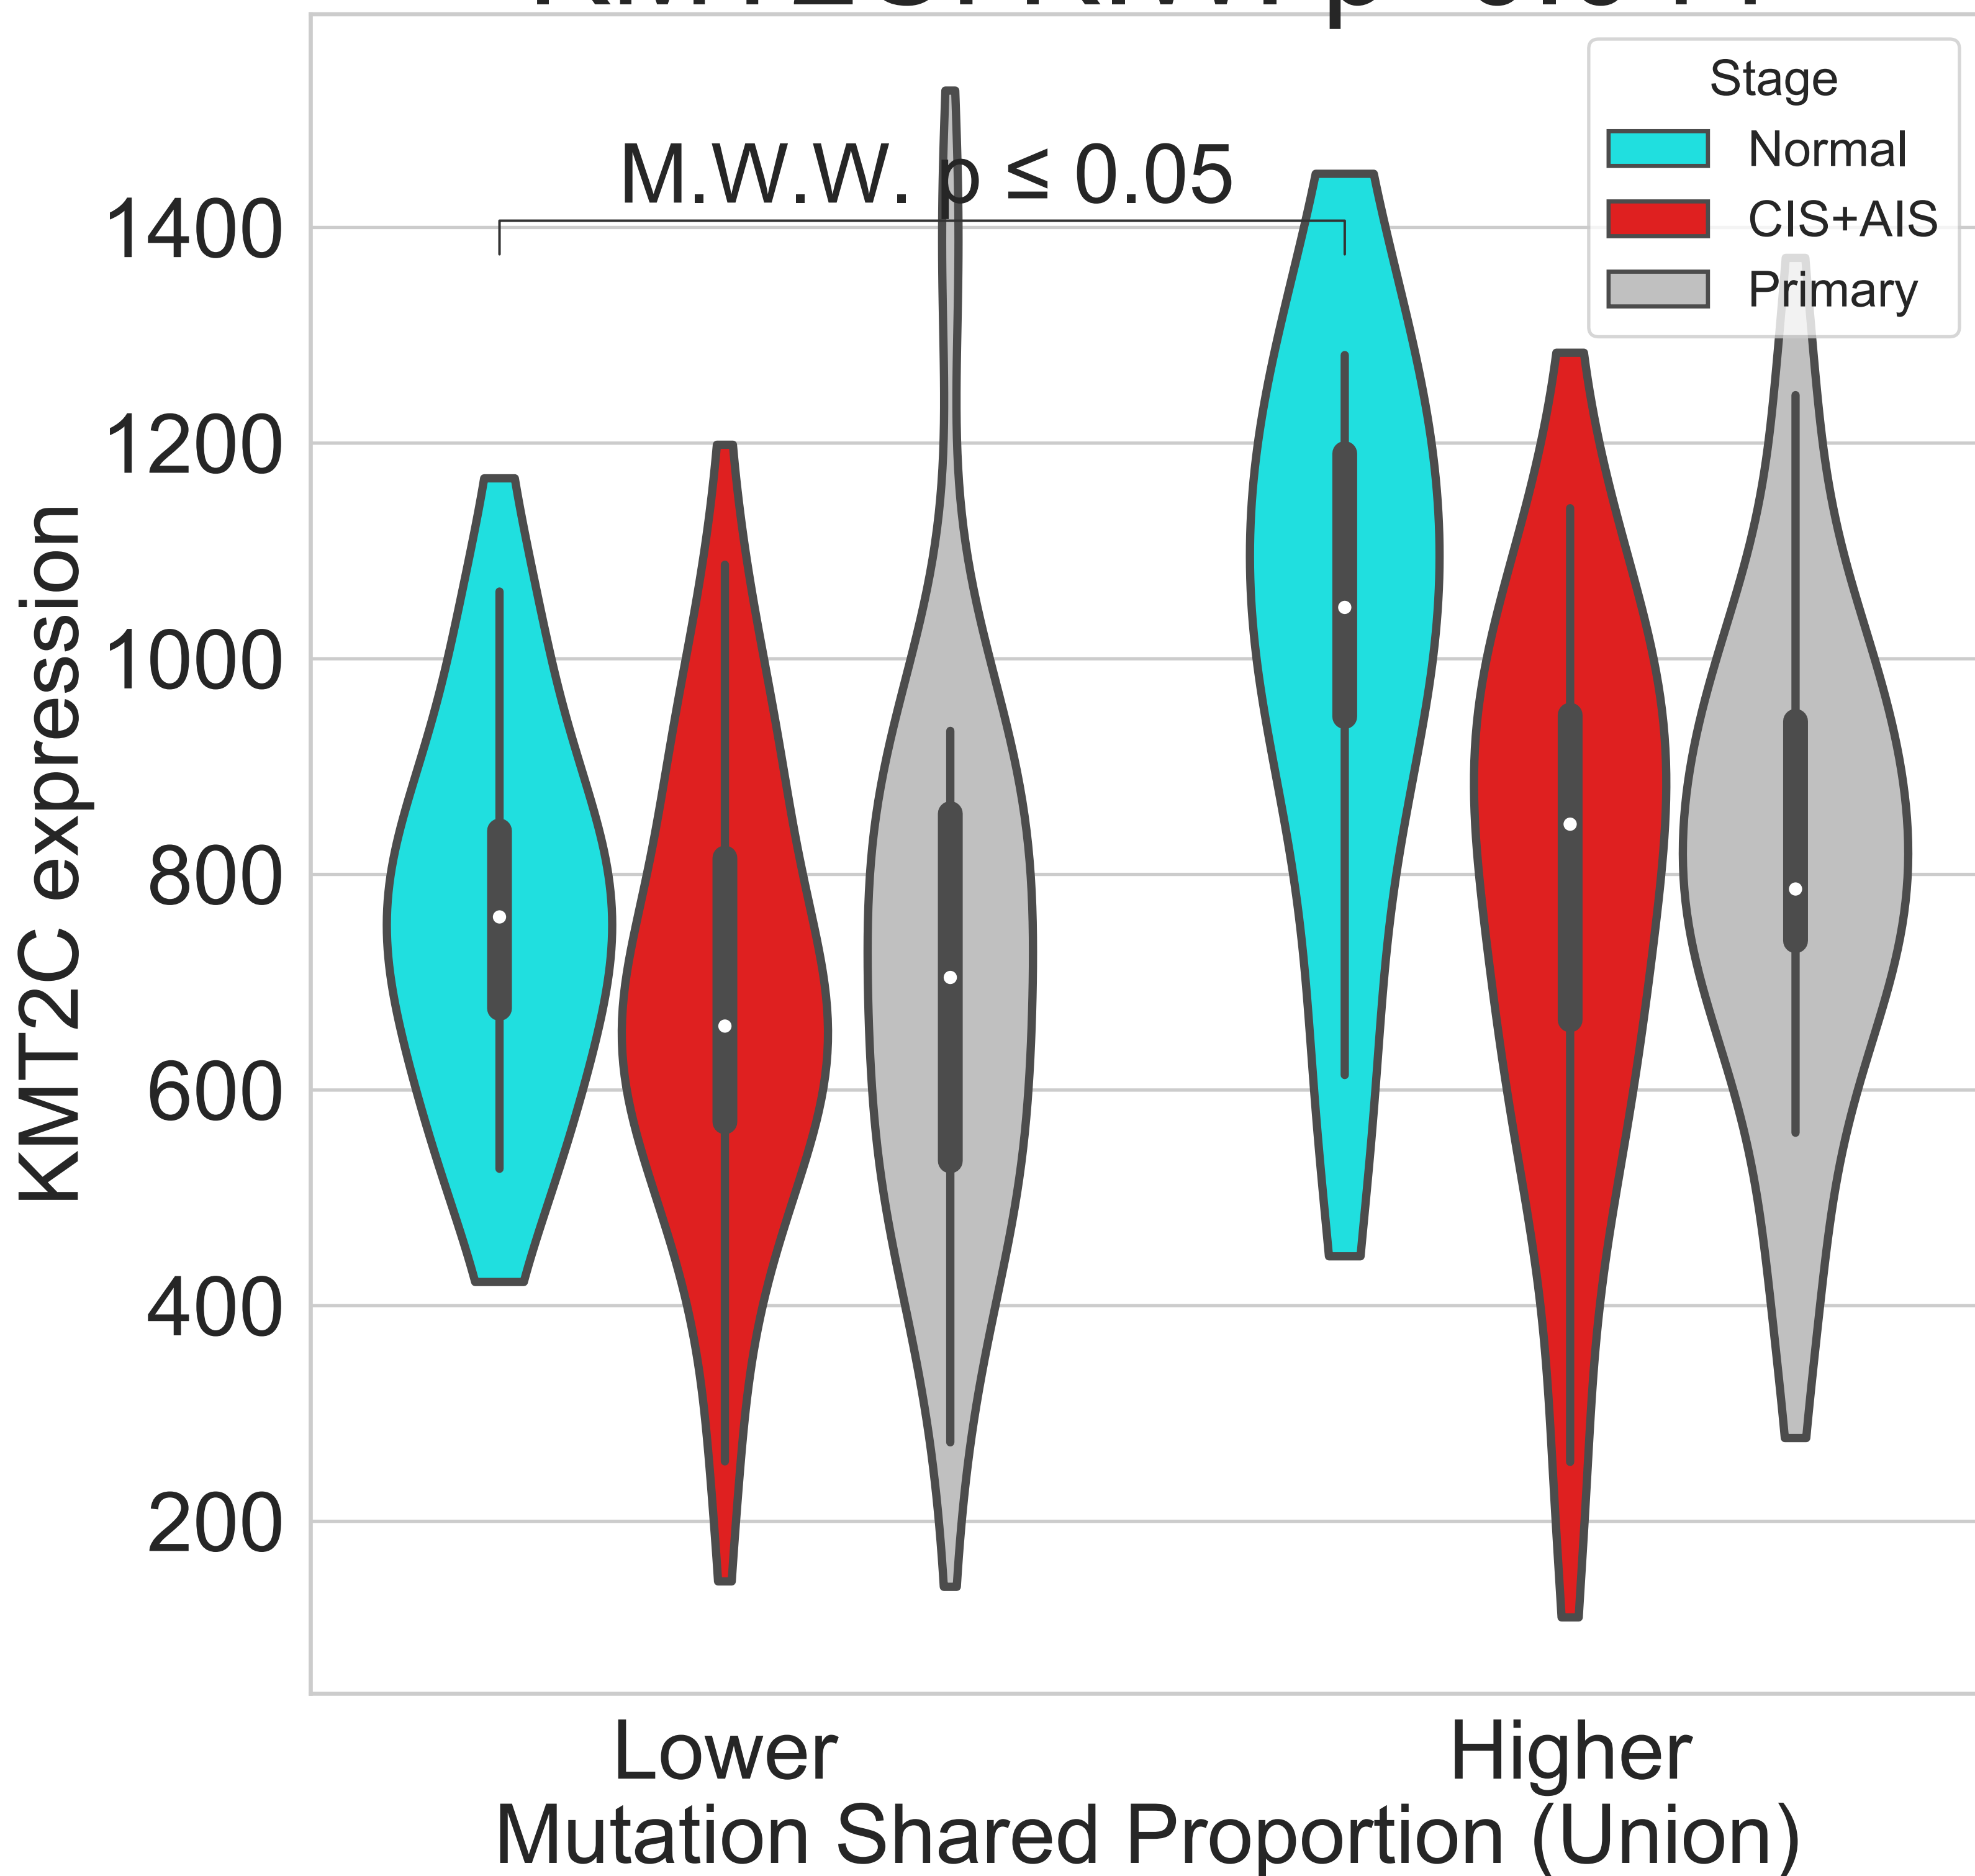 Stage
Normal
CIS+AIS
Primary
M.W.W. p ≤ 0.05
1400
1200
1000
800
600
400
200
KMT2C expression
Lower
Higher
Mutation Shared Proportion (Union)